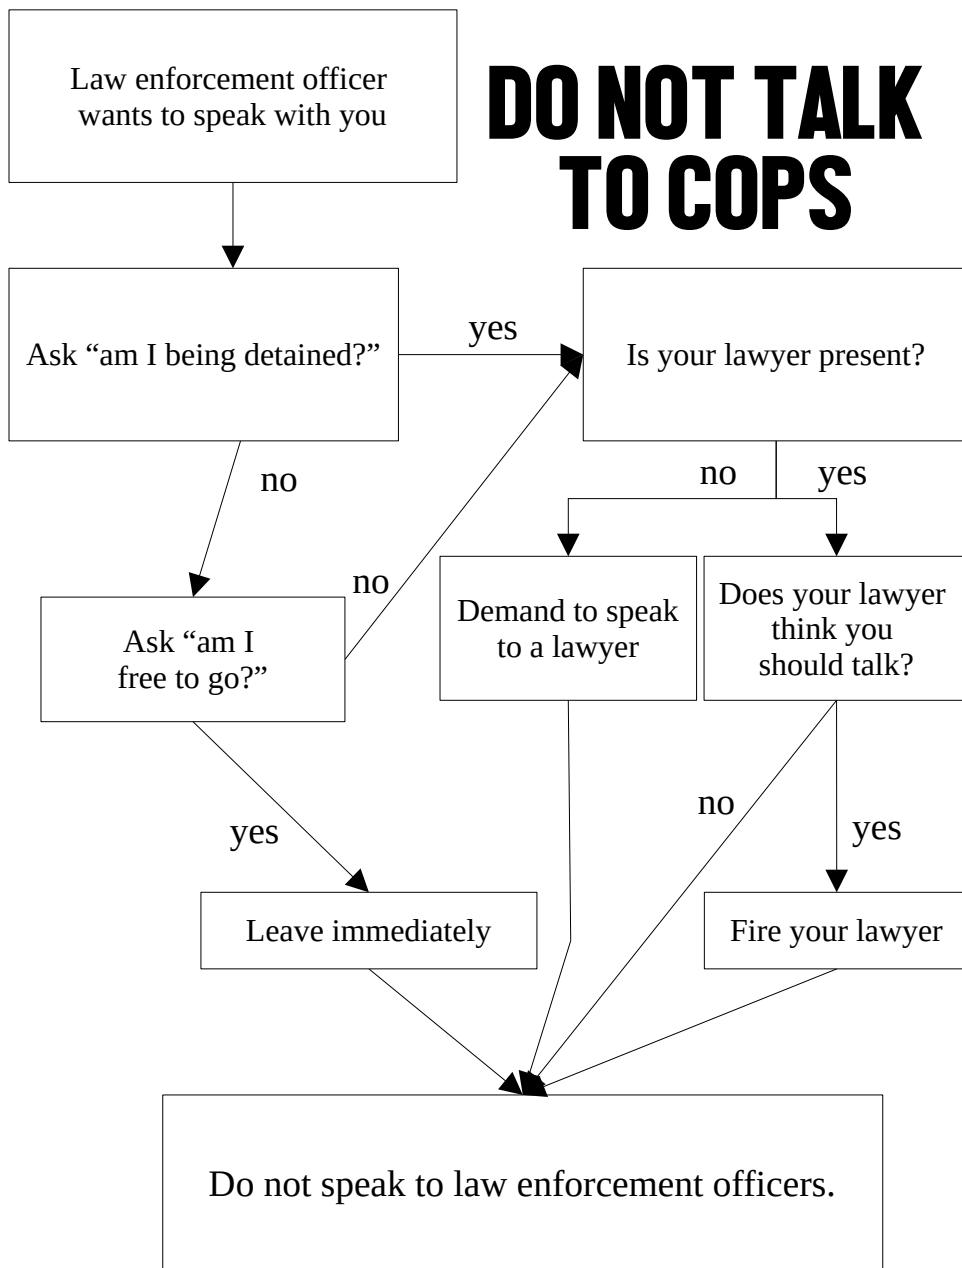 Law enforcement officer
wants to speak with you
DO NOT TALK
TO COPS
Ask “am I being detained?”
yes
Is your lawyer present?
no
no
yes
Ask “am I
free to go?”
no
Demand to speak
to a lawyer
Does your lawyer
think you
should talk?
yes
no
yes
Leave immediately
Fire your lawyer
Do not speak to law enforcement officers.